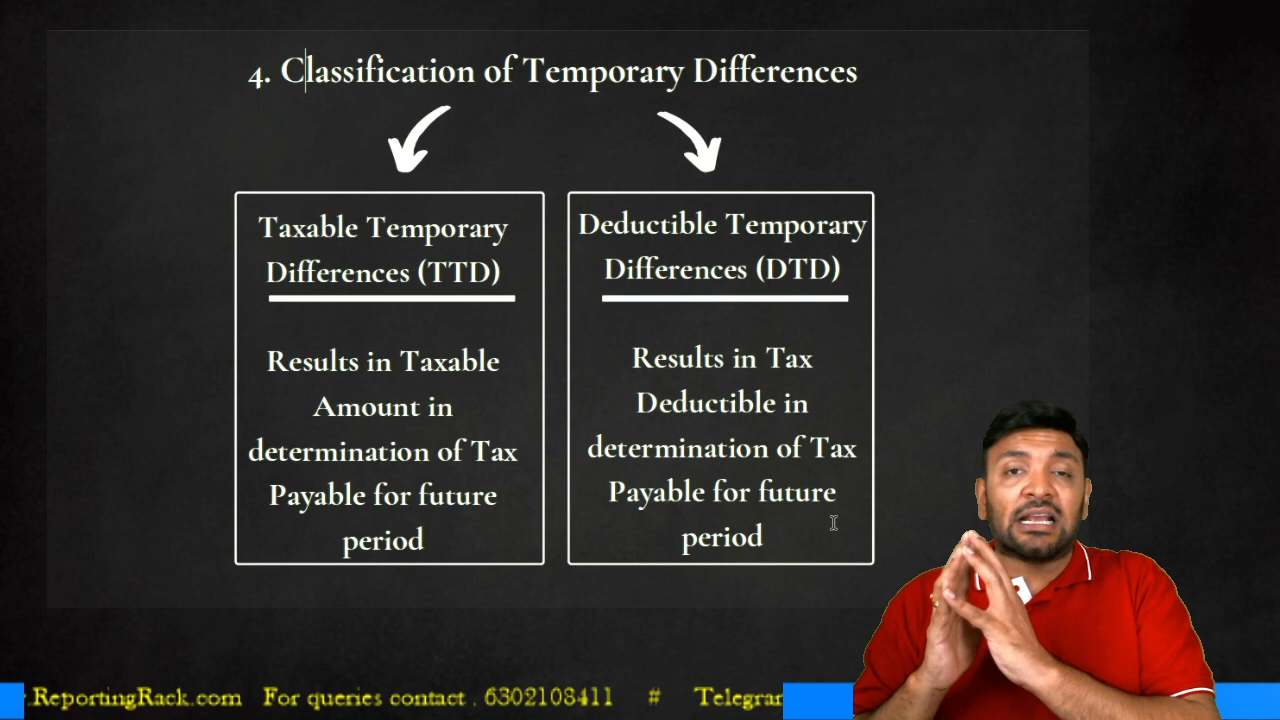 4. Classification of Temporary Differences
Taxable Temporary
Differences (TTD)
Results in Taxable
Amount in
determination of Tax
Payable for future
period
Deductible Temporary
Differences (DTD)
Results in Tax
Deductible in
determination of Tax
Payable for future
period
.ReportingRack.com For queries contact . 6302108411 # Telegram